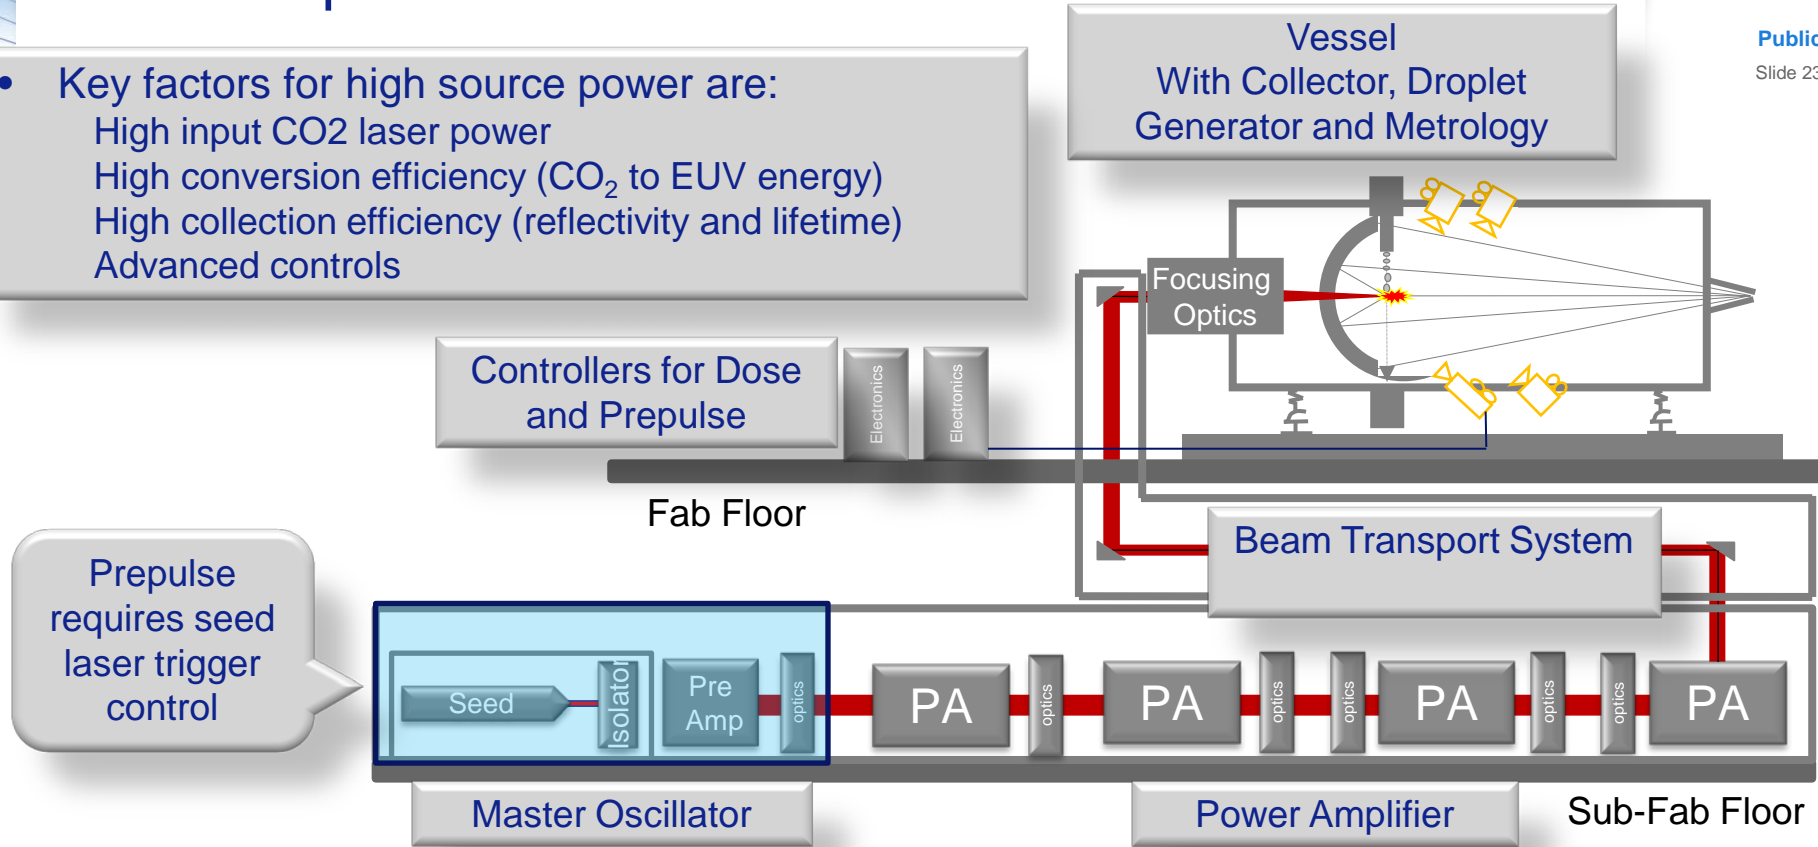 Public
Slide 23
• Key factors for high source power are:
High input CO2 laser power
High conversion efficiency (CO₂ to EUV energy)
High collection efficiency (reflectivity and lifetime)
Advanced controls
Vessel
With Collector, Droplet
Generator and Metrology
Focusing
Optics
Controllers for Dose
and Prepulse
Electronics
Electronics
Fab Floor
Beam Transport System
Prepulse
requires seed
laser trigger
control
Seed
Isolator
Pre
Amp
optics
PA
optics
PA
optics
optics
PA
optics
optics
PA
Master Oscillator
Power Amplifier
Sub-Fab Floor